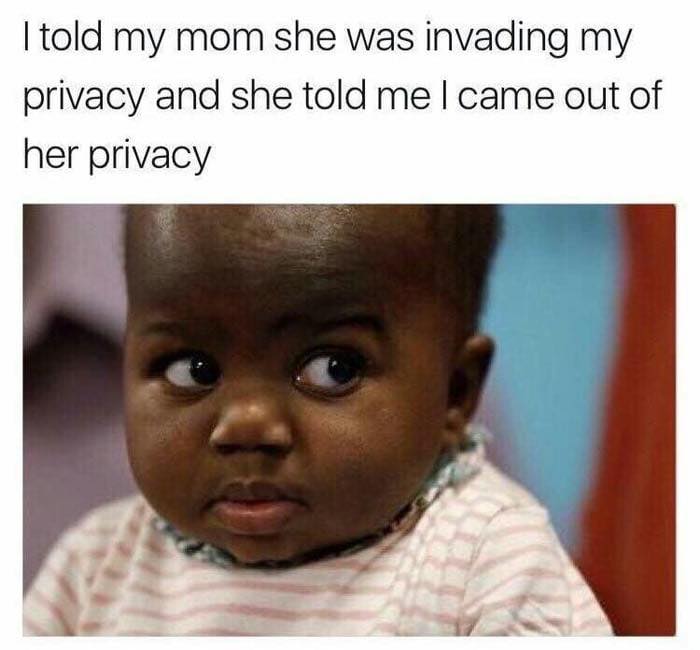 I told my mom she was invading my
privacy and she told me I came out of
her privacy